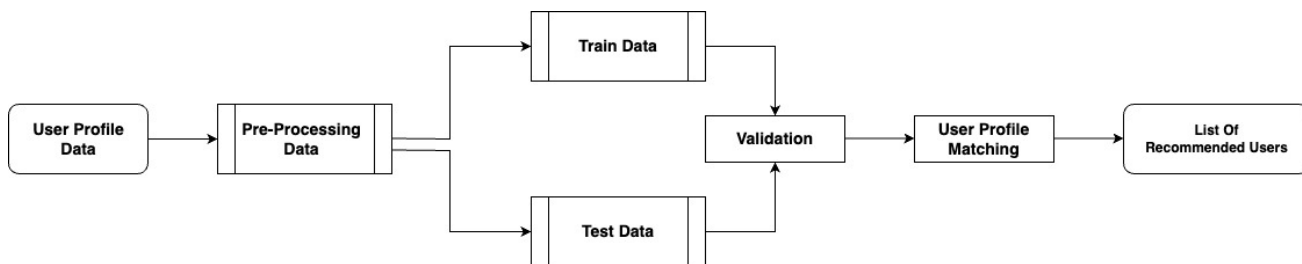 User Profile
Data
Pre-Processing
Data
Train Data
Test Data
Validation
User Profile
Matching
List Of
Recommended Users